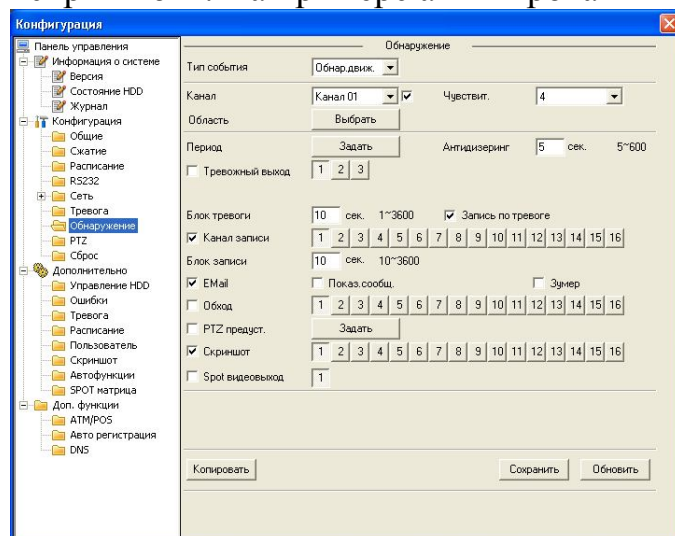 Конфигурация
Панель управления
Информация о системе
Версия
Состояние HDD
Журнал
Конфигурация
Общие
Сжатие
Расписание
RS232
Сеть
Тревога
Обнаружение
PTZ
Сброс
Дополнительно
Управление HDD
Ошибки
Тревога
Расписание
Пользователь
Скриншот
Автофункции
SPOT матрица
Доп. функции
ATM/POS
Авто регистрация
DNS
Обнаружение
Тип события Обнар.движ.
Канал Канал 01 Чувствит. 4
Область Выбрать
Период Задать Антидизеринг 5 сек. 5~600
Тревожный выход 1 2 3
Блок тревоги 10 сек. 1~3600 Запись по тревоге
Канал записи 1 2 3 4 5 6 7 8 9 10 11 12 13 14 15 16
Блок записи 10 сек. 10~3600
EMail Показ.сообщ. Зумер
Обход 1 2 3 4 5 6 7 8 9 10 11 12 13 14 15 16
PTZ предуст. Задать
Скриншот 1 2 3 4 5 6 7 8 9 10 11 12 13 14 15 16
Spot видеовыход 1
Копировать Сохранить Обновить